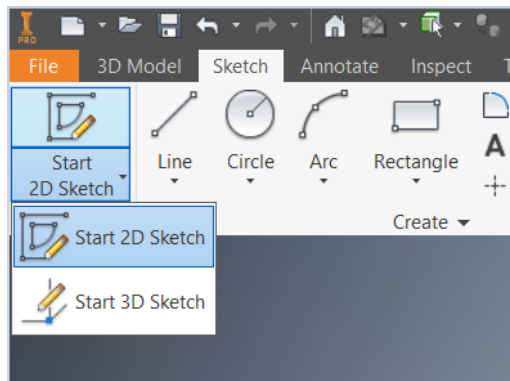 PRO
File 3D Model Sketch Annotate Inspect T
Start
2D Sketch
Line Circle Arc Rectangle
A
Create
Start 2D Sketch
Start 3D Sketch